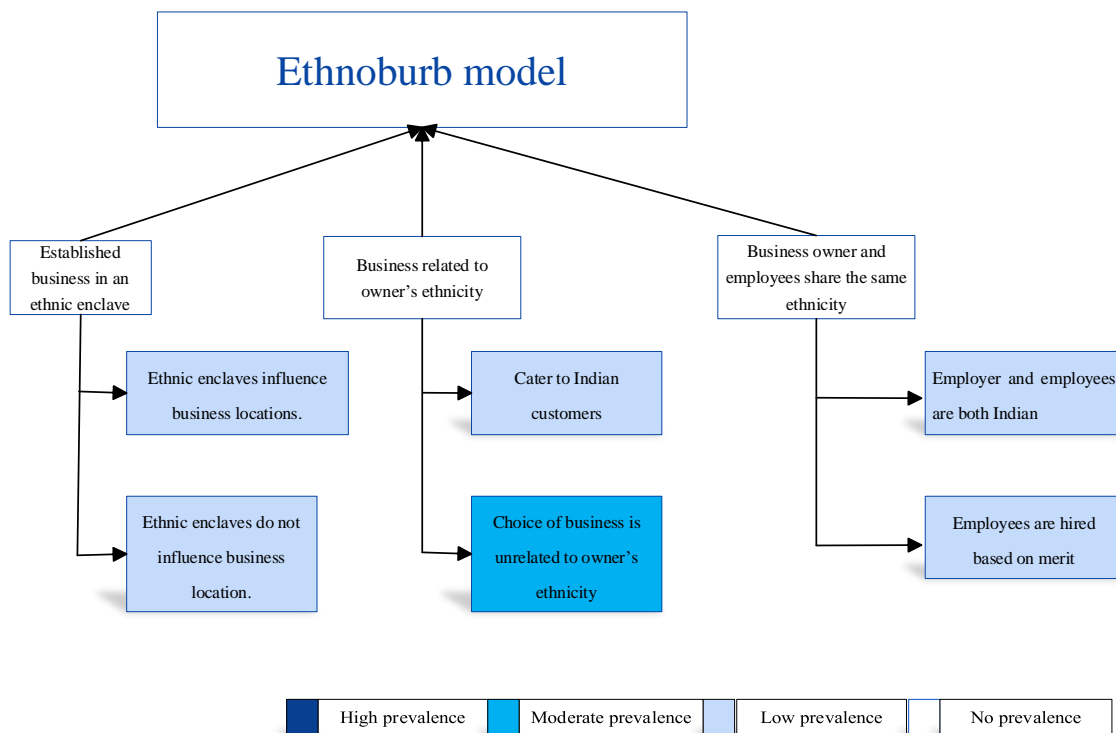 Ethnoburb model
Established
business in an
ethnic enclave
Business related to
owner’s ethnicity
Business owner and
employees share the same
ethnicity
Ethnic enclaves influence
business locations.
Cater to Indian
customers
Employer and employees
are both Indian
Ethnic enclaves do not
influence business
location.
Choice of business is
unrelated to owner’s
ethnicity
Employees are hired
based on merit
High prevalence
Moderate prevalence
Low prevalence
No prevalence